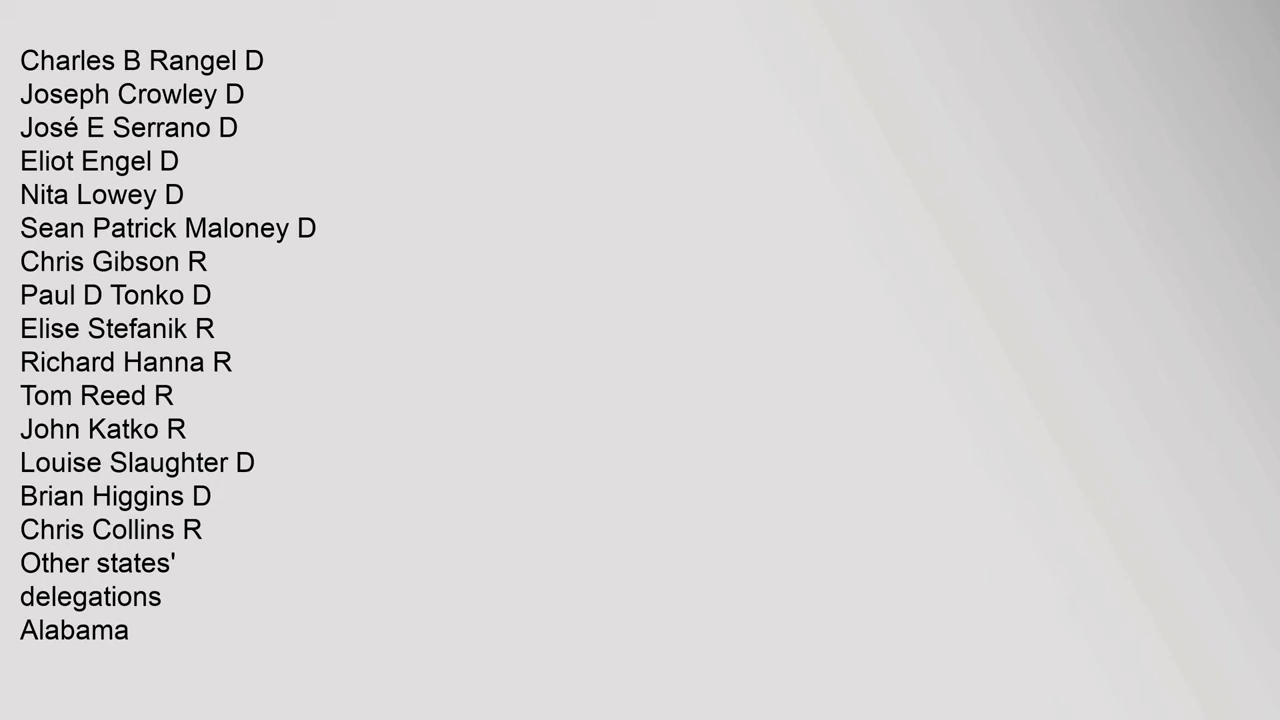 Charles B Rangel D
Joseph Crowley D
José E Serrano D
Eliot Engel D
Nita Lowey D
Sean Patrick Maloney D
Chris Gibson R
Paul D Tonko D
Elise Stefanik R
Richard Hanna R
Tom Reed R
John Katko R
Louise Slaughter D
Brian Higgins D
Chris Collins R
Other states'
delegations
Alabama